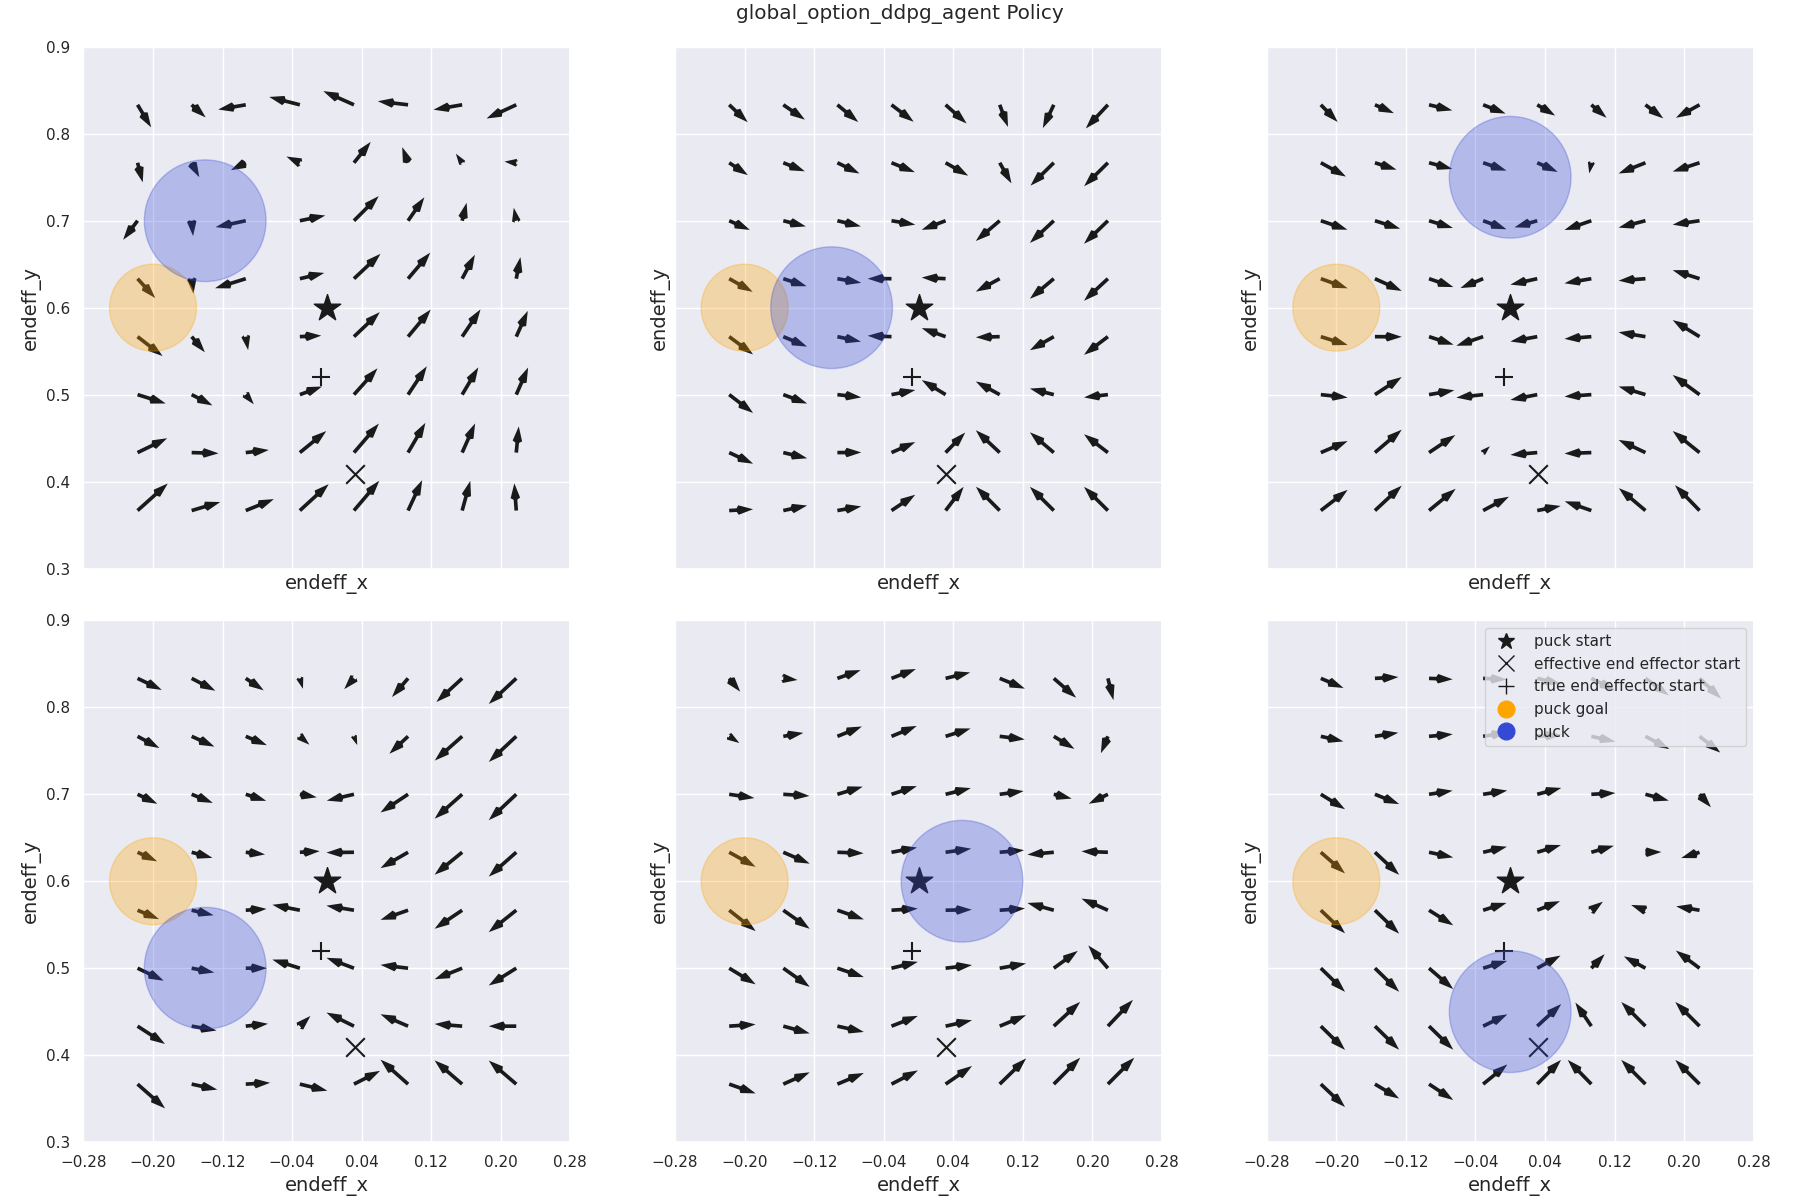 global_option_ddpg_agent Policy
0.9
0.8
0.7
0.6
0.5
0.4
0.3
endeff_y
endeff_x
endeff_y
endeff_x
endeff_y
endeff_x
0.9
0.8
0.7
0.6
0.5
0.4
0.3
endeff_y
−0.28 −0.20 −0.12 −0.04 0.04 0.12 0.20 0.28
endeff_x
endeff_y
−0.28 −0.20 −0.12 −0.04 0.04 0.12 0.20 0.28
endeff_x
puck start
effective end effector start
true end effector start
puck goal
puck
endeff_y
−0.28 −0.20 −0.12 −0.04 0.04 0.12 0.20 0.28
endeff_x